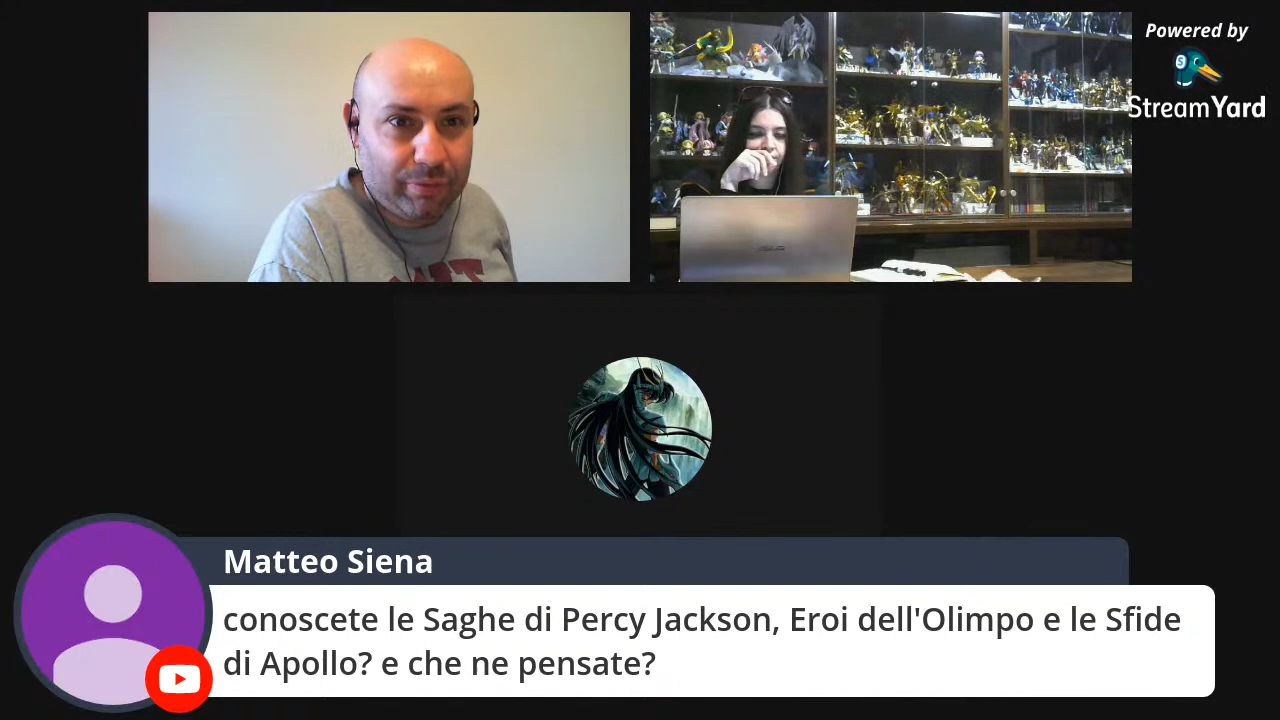 Powered by
StreamYard
ASUS
Matteo Siena
conoscete le Saghe di Percy Jackson, Eroi dell'Olimpo e le Sfide
di Apollo? e che ne pensate?